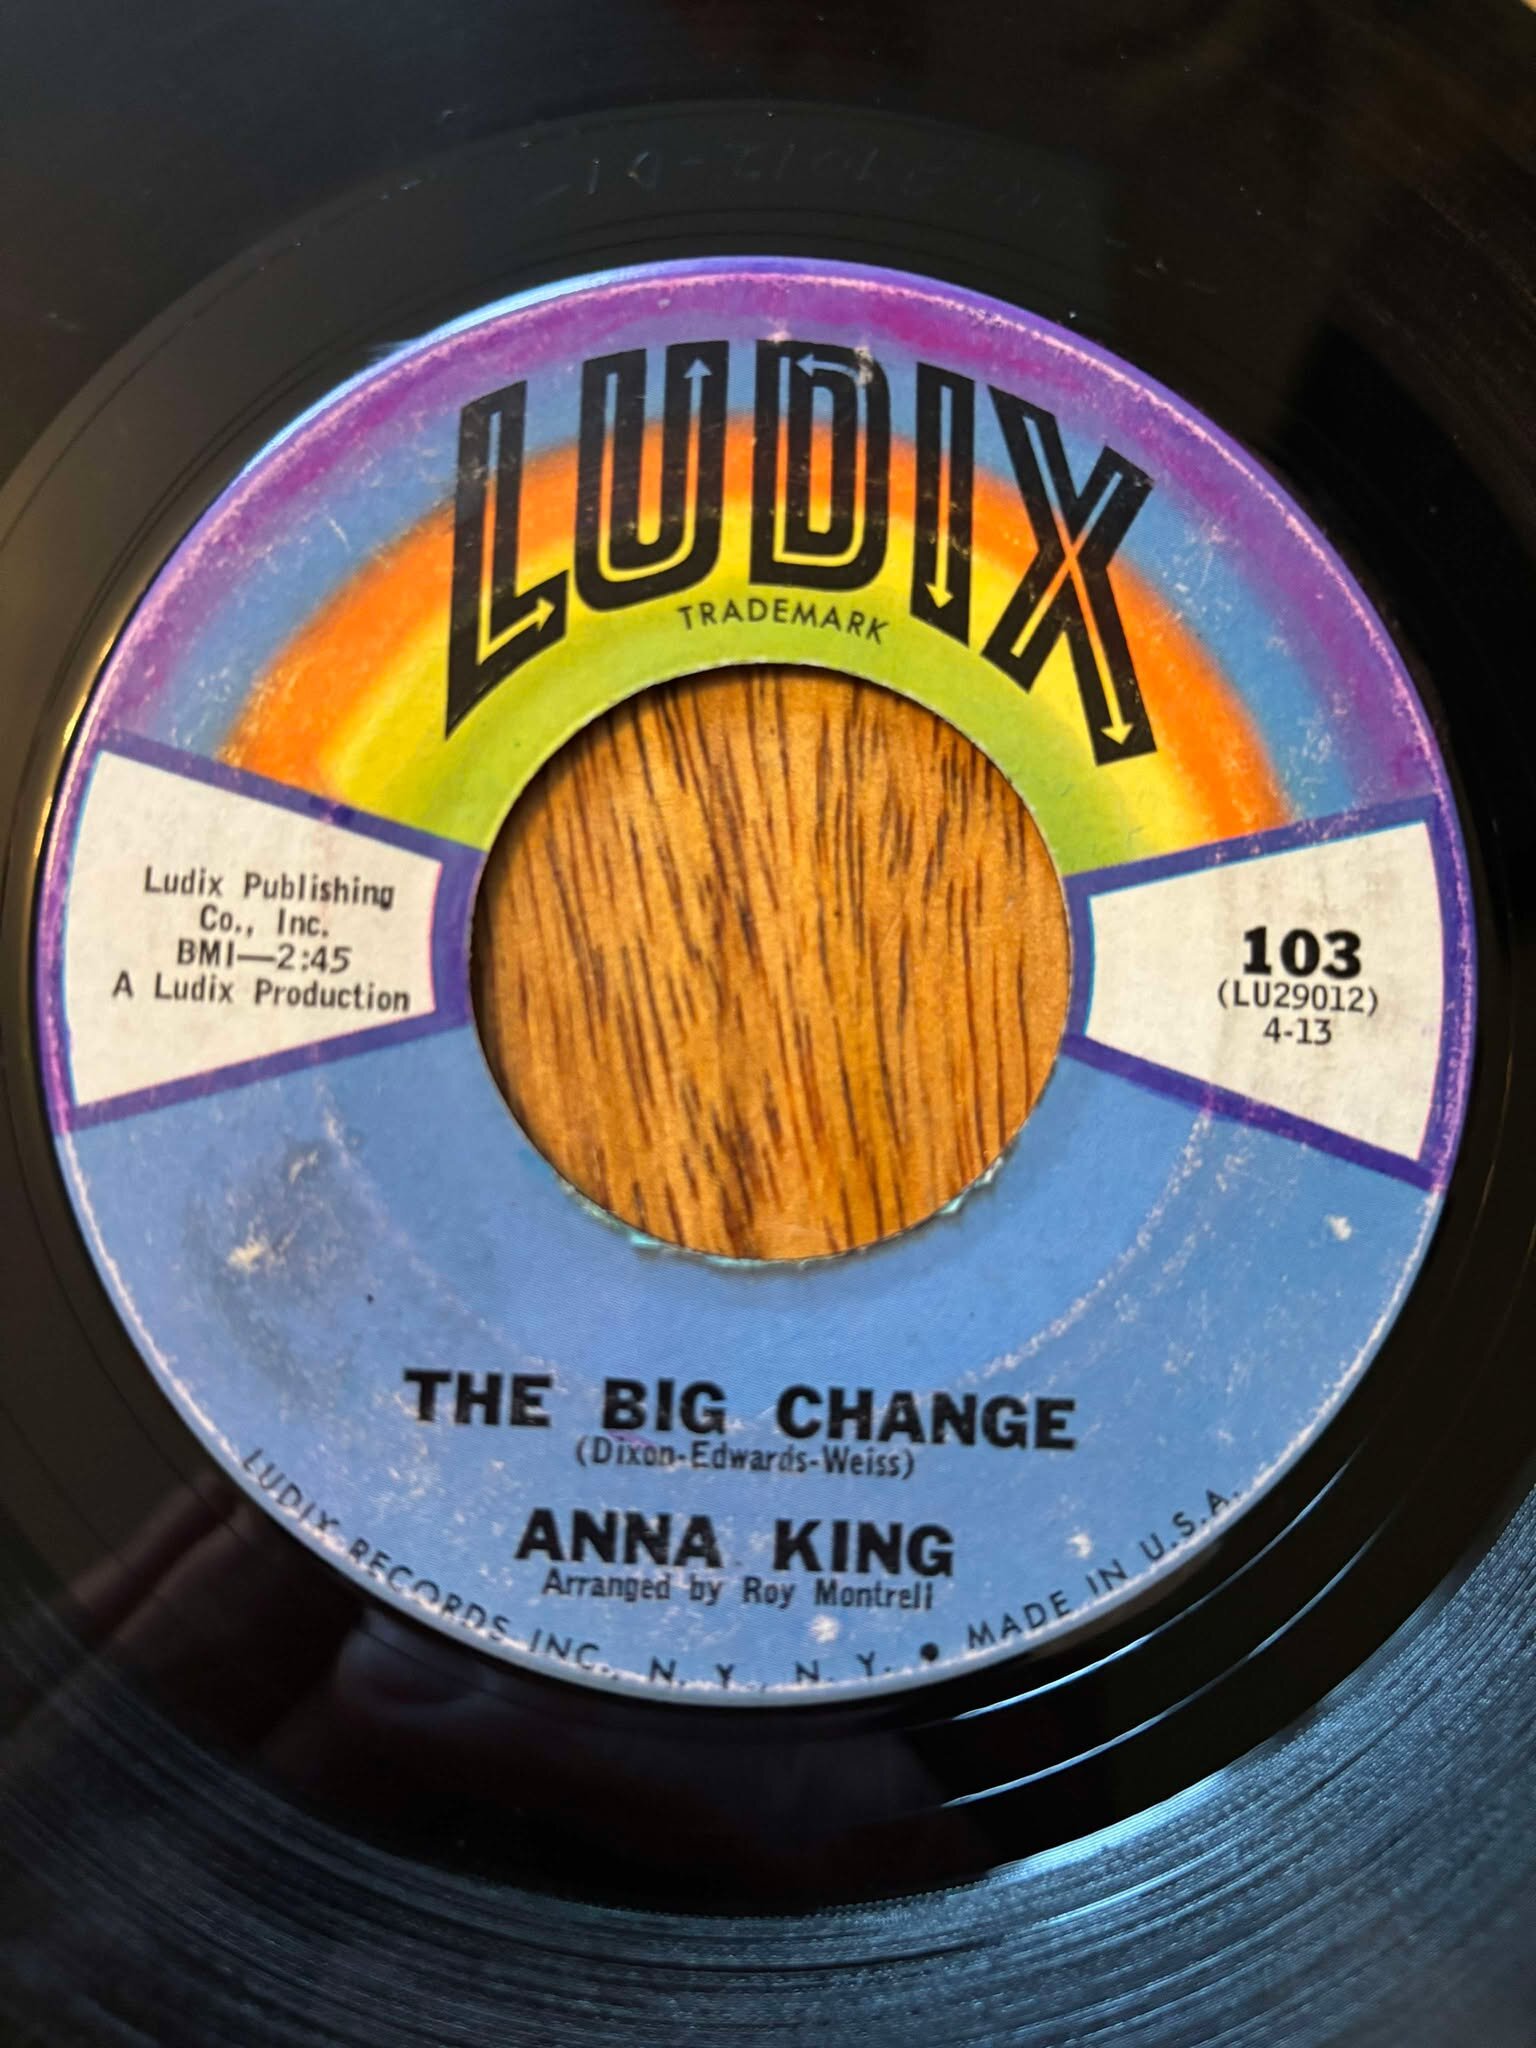 LUDIX
TRADEMARK
Ludix Publishing
Co., Inc.
BMI—2:45
A Ludix Production
103
(LU29012)
4-13
THE BIG CHANGE
(Dixon-Edwards-Weiss)
ANNA KING
Arranged by Roy Montrell
LUDIX RECORDS INC., N. Y., N. Y. • MADE IN U.S.A.